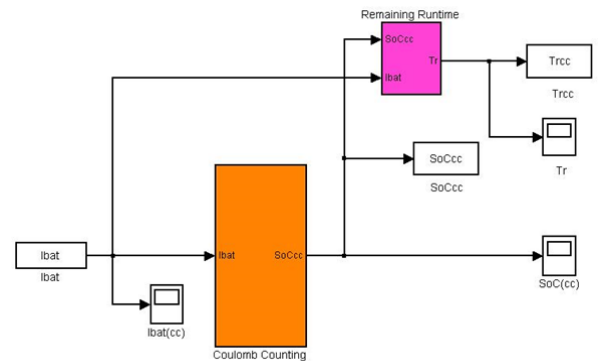 Remaining Runtime
SoCcc
Tr
Ibat
Trcc
Trcc
Tr
SoCcc
SoCcc
Ibat
Ibat
Ibat
SoCcc
SoC(cc)
Ibat(cc)
Coulomb Counting